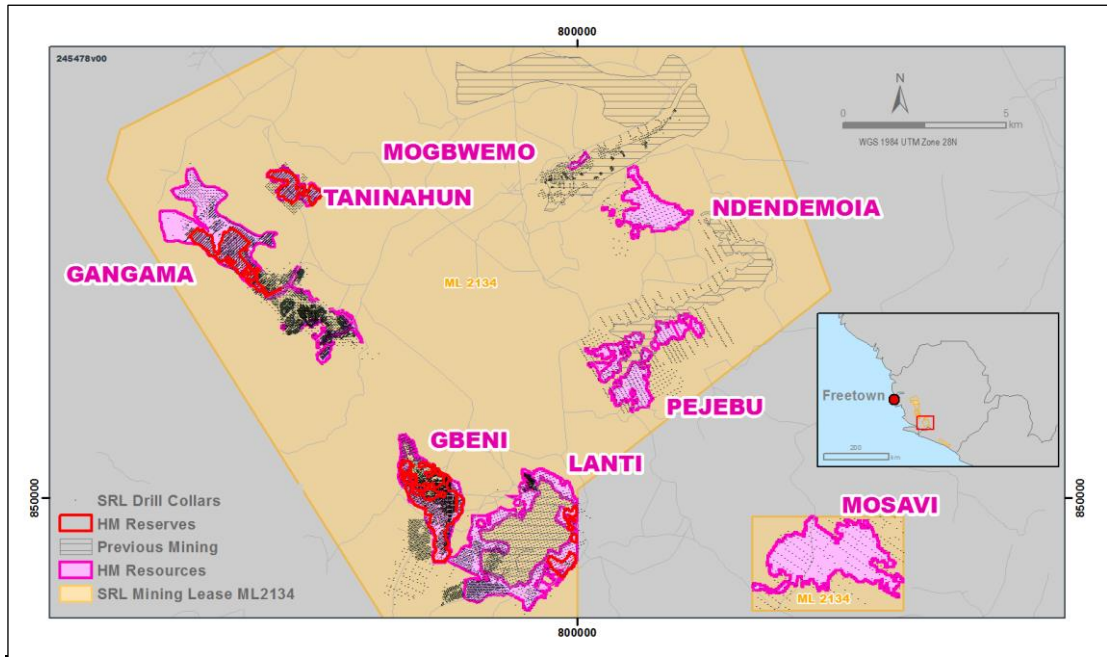 800000
245478v00
N
0 5
km
WGS 1984 UTM Zone 28N
MOGBWEMO
TANINAHUN
NDENDEMOIA
GANGAMA
ML 2134
Freetown
200
km
PEJEBU
GBENI
LANTI
MOSAVI
850000
850000
SRL Drill Collars
HM Reserves
Previous Mining
HM Resources
SRL Mining Lease ML2134
ML 2134
800000